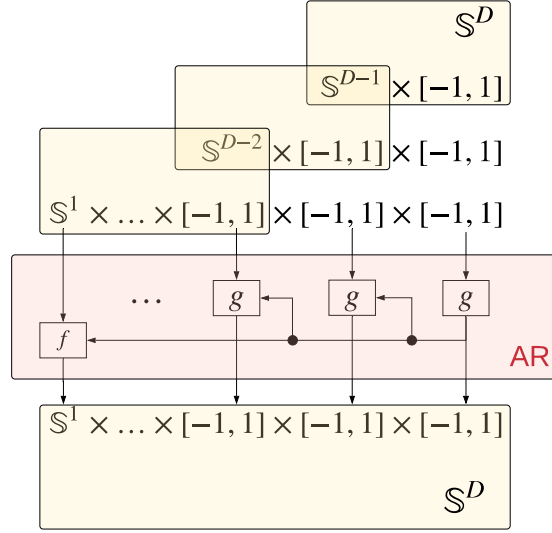 𝕊^D
𝕊^{D−1} × [−1, 1]
𝕊^{D−2} × [−1, 1] × [−1, 1]
𝕊^1 × … × [−1, 1] × [−1, 1] × [−1, 1]
… g g g
f
AR
𝕊^1 × … × [−1, 1] × [−1, 1] × [−1, 1]
𝕊^D